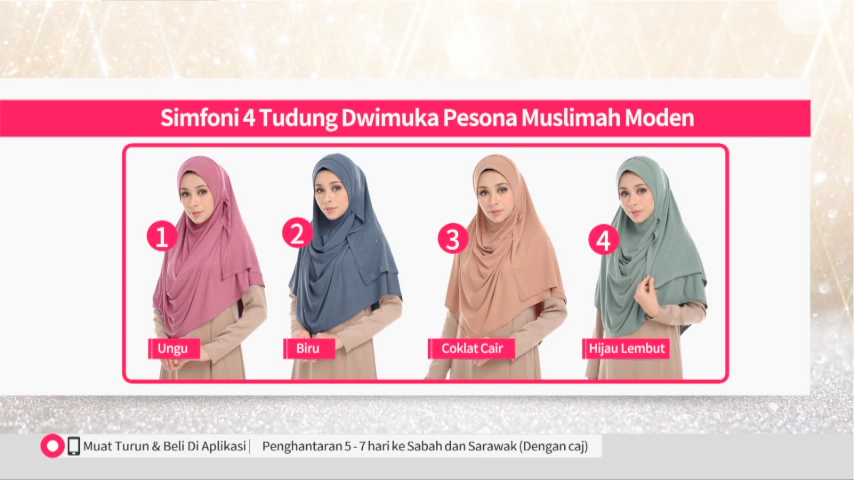 Simfoni 4 Tudung Dwimuka Pesona Muslimah Moden
1
2
3
4
Ungu
Biru
Coklat Cair
Hijau Lembut
Muat Turun & Beli Di Aplikasi | Penghantaran 5 - 7 hari ke Sabah dan Sarawak (Dengan caj)